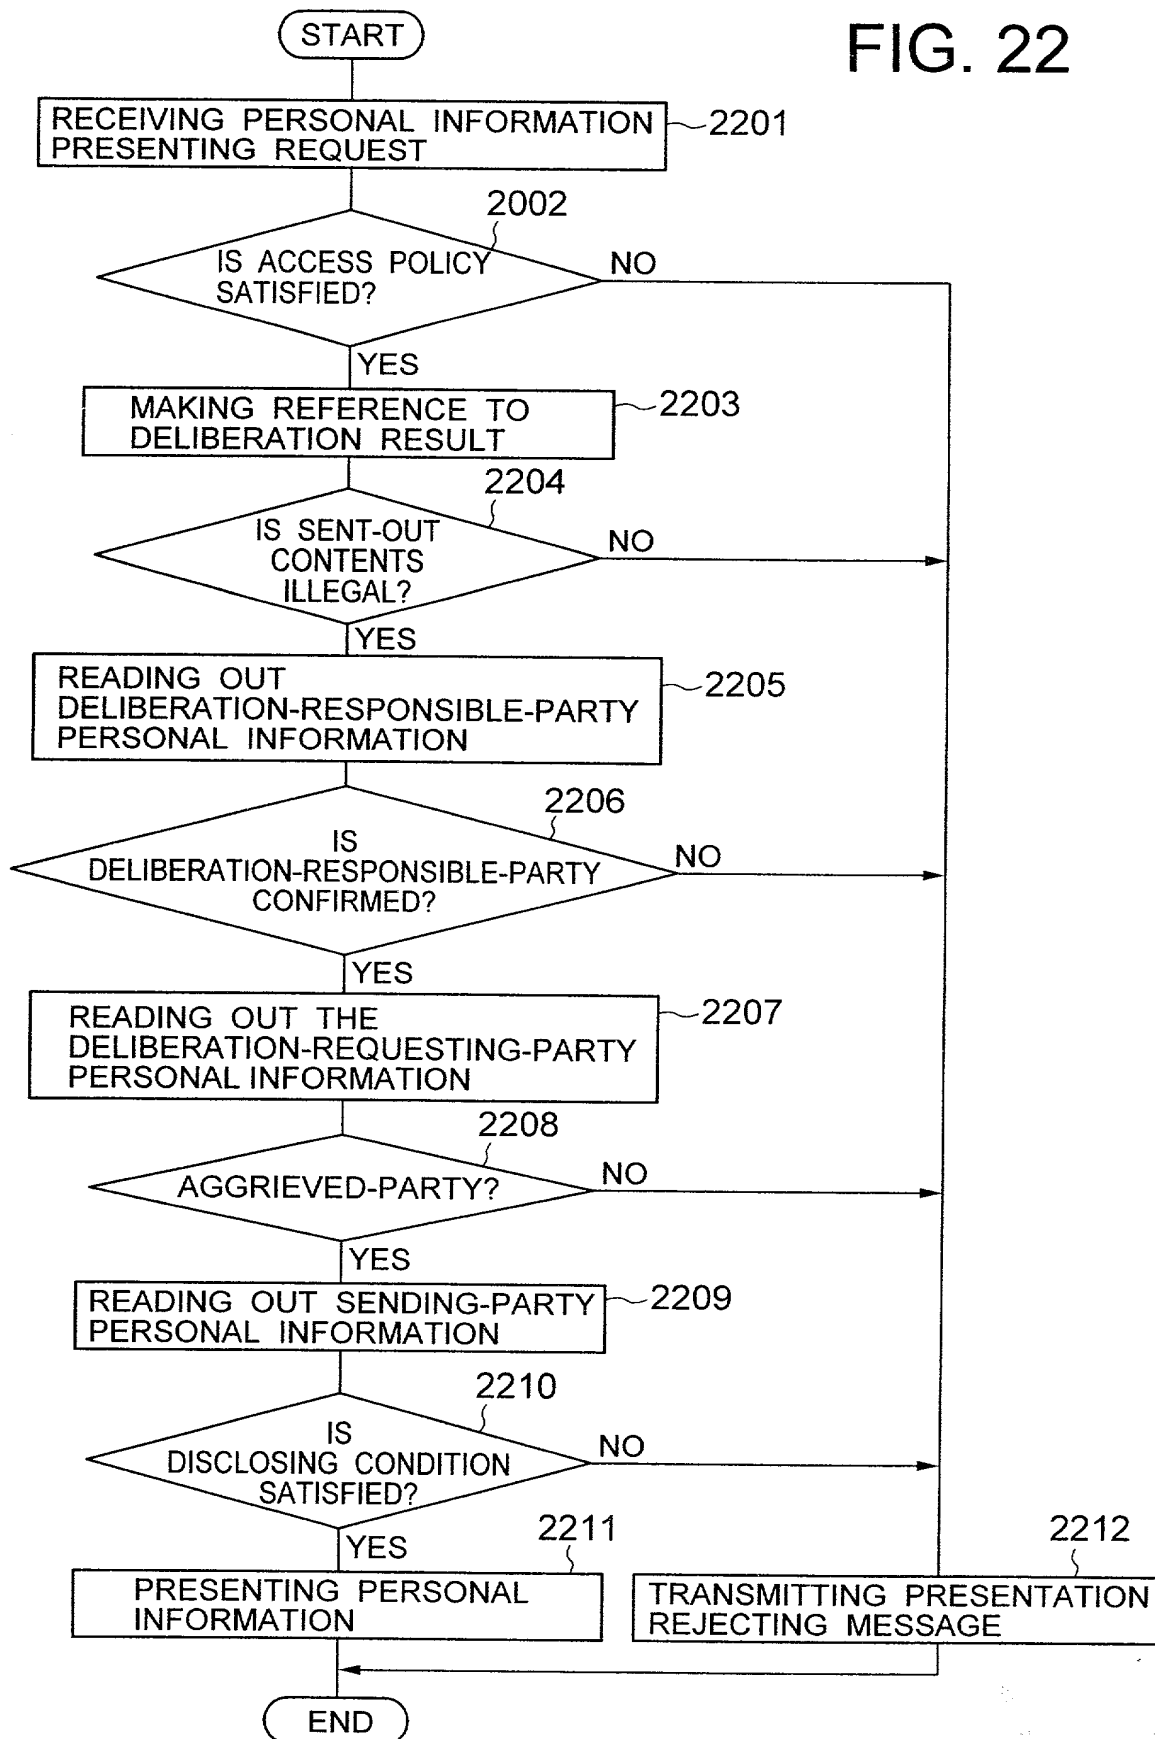 START
FIG. 22
RECEIVING PERSONAL INFORMATION
PRESENTING REQUEST
2201
2002
IS ACCESS POLICY
SATISFIED?
NO
YES
MAKING REFERENCE TO
DELIBERATION RESULT
2203
2204
IS SENT-OUT
CONTENTS
ILLEGAL?
NO
YES
READING OUT
DELIBERATION-RESPONSIBLE-PARTY
PERSONAL INFORMATION
2205
2206
IS
DELIBERATION-RESPONSIBLE-PARTY
CONFIRMED?
NO
YES
READING OUT THE
DELIBERATION-REQUESTING-PARTY
PERSONAL INFORMATION
2207
2208
AGGRIEVED-PARTY?
NO
YES
READING OUT SENDING-PARTY
PERSONAL INFORMATION
2209
2210
IS
DISCLOSING CONDITION
SATISFIED?
NO
YES
2211
PRESENTING PERSONAL
INFORMATION
2212
TRANSMITTING PRESENTATION
REJECTING MESSAGE
END